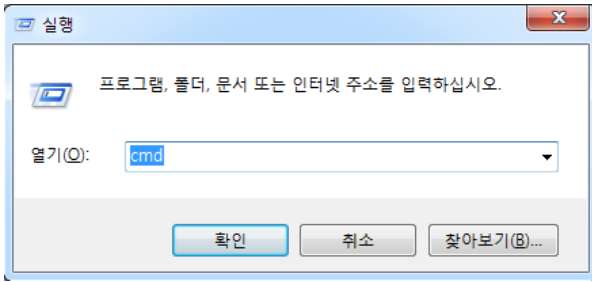 실행
프로그램, 폴더, 문서 또는 인터넷 주소를 입력하십시오.
열기(O): cmd
확인 취소 찾아보기(B)...